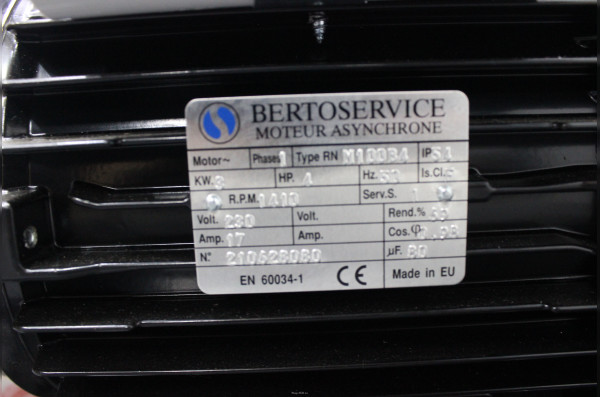 BERTOSERVICE
MOTEUR ASYNCHRONE
Motor~ Phases 1 Type RN M100B4 IP 54
KW. 3 HP. 4 Hz. 50 Is.Cl.
R.P.M. 1410 Serv.S. 1
Volt. 230 Volt. Rend.%
Amp. 17 Amp. Cos.φ
N.° µF. 80
EN 60034-1 CE Made in EU